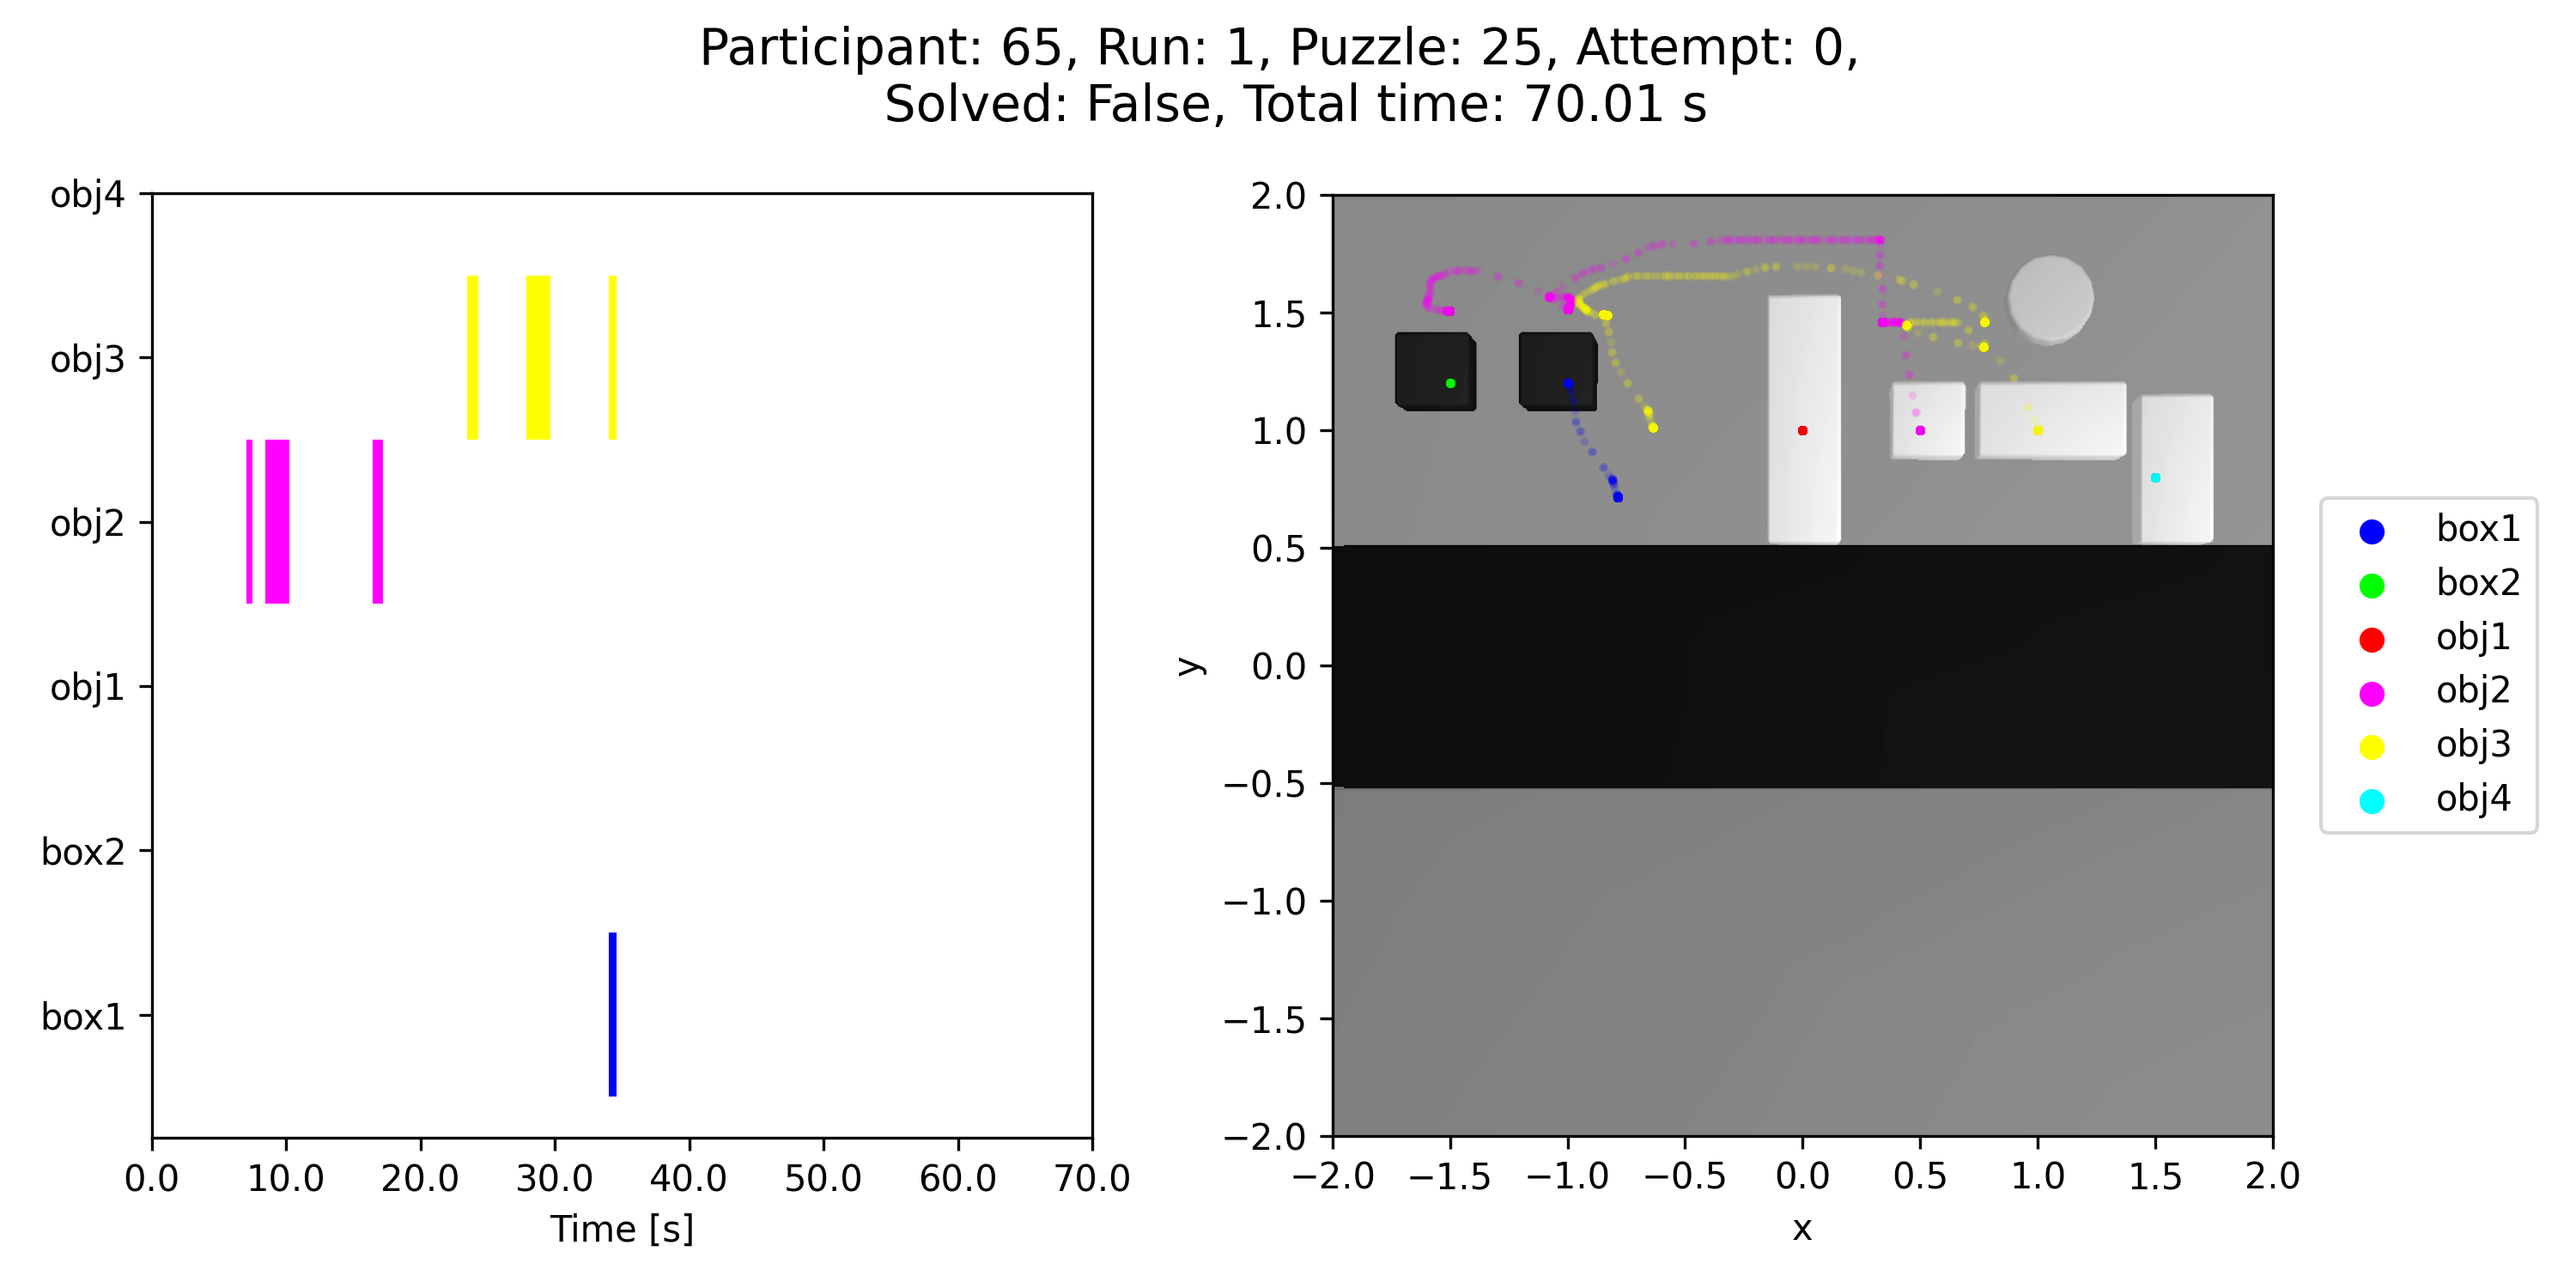 Participant: 65, Run: 1, Puzzle: 25, Attempt: 0,
Solved: False, Total time: 70.01 s
obj4
obj3
obj2
obj1
box2
box1
0.0 10.0 20.0 30.0 40.0 50.0 60.0 70.0
Time [s]
2.0
1.5
1.0
0.5
0.0
−0.5
−1.0
−1.5
−2.0
y
−2.0 −1.5 −1.0 −0.5 0.0 0.5 1.0 1.5 2.0
x
box1
box2
obj1
obj2
obj3
obj4